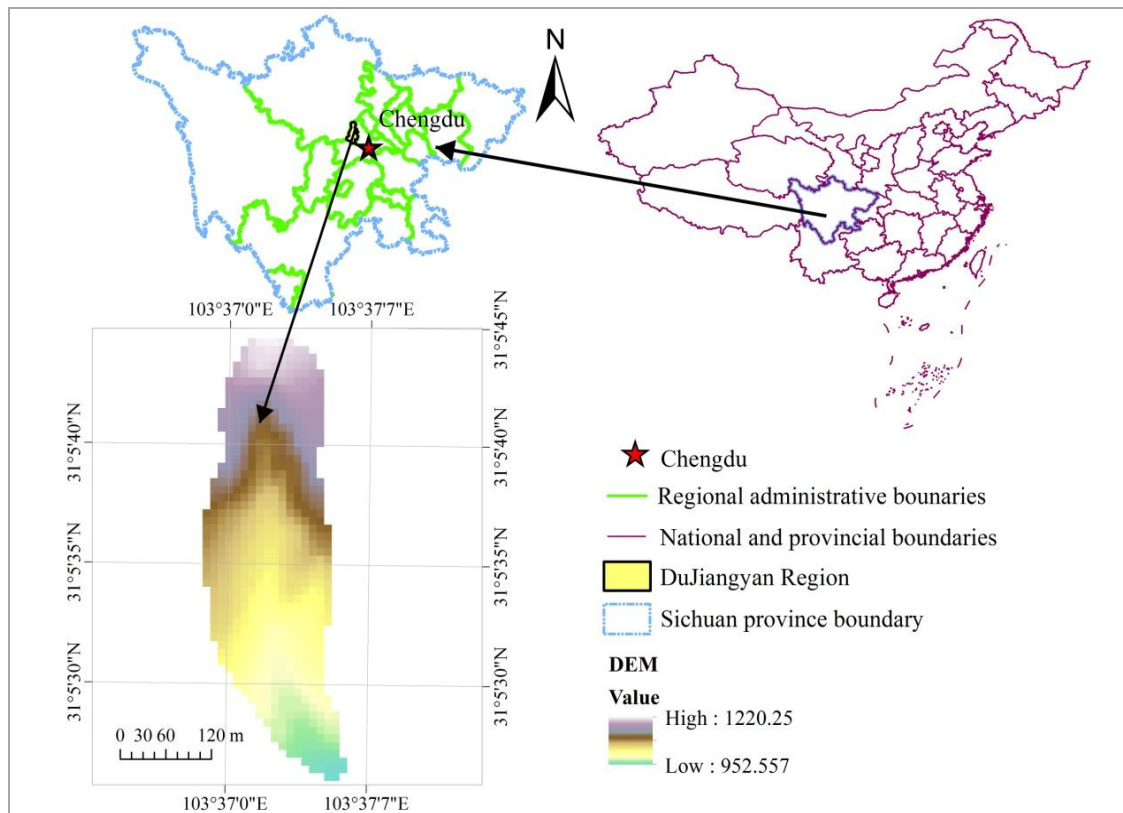 N
Chengdu
103°37'0"E
103°37'7"E
31°5'45"N
31°5'40"N
31°5'40"N
31°5'35"N
31°5'35"N
31°5'30"N
31°5'30"N
0 30 60 120 m
103°37'0"E
103°37'7"E
Chengdu
Regional administrative bounaries
National and provincial boundaries
DuJiangyan Region
Sichuan province boundary
DEM
Value
High : 1220.25
Low : 952.557